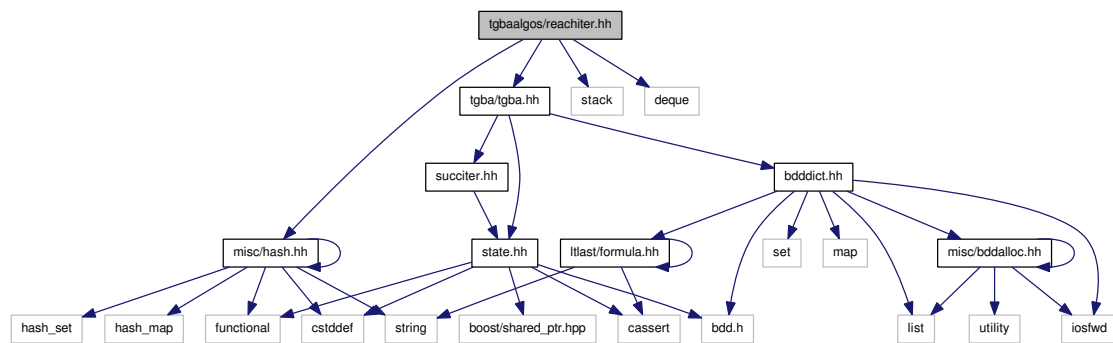 tgbaalgos/reachiter.hh
tgba/tgba.hh
stack
deque
succiter.hh
bdddict.hh
misc/hash.hh
state.hh
ltlast/formula.hh
set
map
misc/bddalloc.hh
hash_set
hash_map
functional
cstddef
string
boost/shared_ptr.hpp
cassert
bdd.h
list
utility
iosfwd